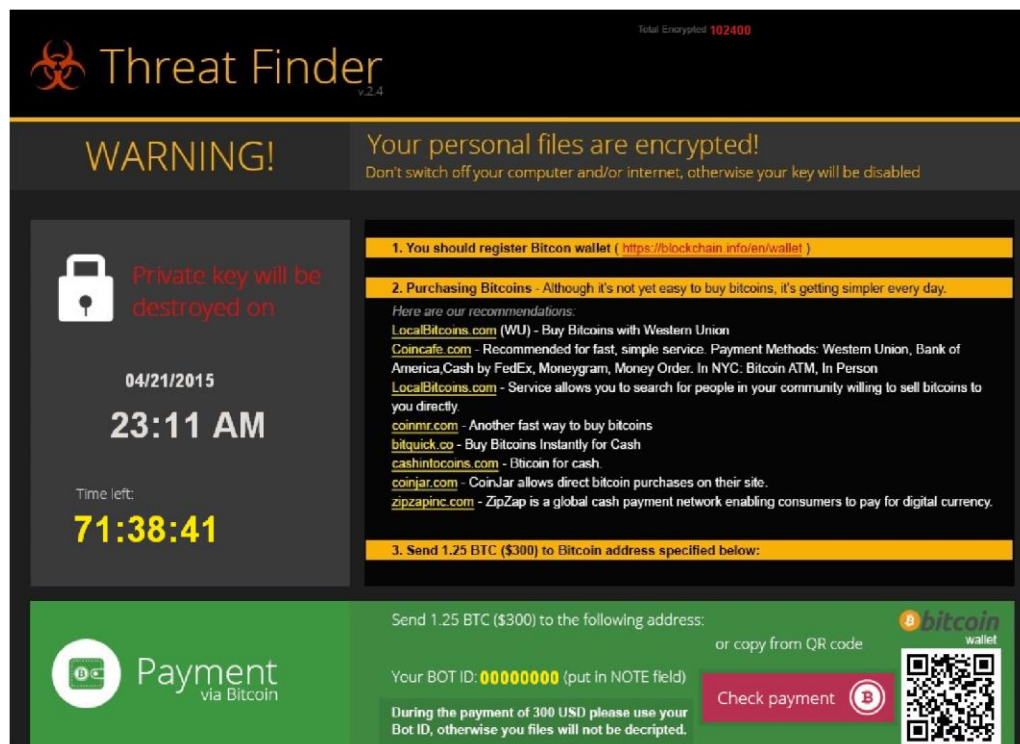 Total Encrypted 102400
Threat Finder
v.2.4
WARNING!
Your personal files are encrypted!
Don't switch off your computer and/or internet, otherwise your key will be disabled
Private key will be
destroyed on
04/21/2015
23:11 AM
Time left:
71:38:41
1. You should register Bitcon wallet ( https://blockchain.info/en/wallet )
2. Purchasing Bitcoins - Although it's not yet easy to buy bitcoins, it's getting simpler every day.
Here are our recommendations:
LocalBitcoins.com (WU) - Buy Bitcoins with Western Union
Coincafe.com - Recommended for fast, simple service. Payment Methods: Western Union, Bank of
America,Cash by FedEx, Moneygram, Money Order. In NYC: Bitcoin ATM, In Person
LocalBitcoins.com - Service allows you to search for people in your community willing to sell bitcoins to
you directly.
coinmr.com - Another fast way to buy bitcoins
bitquick.co - Buy Bitcoins Instantly for Cash
cashintocoins.com - Bticoin for cash.
coinjar.com - CoinJar allows direct bitcoin purchases on their site.
zipzapinc.com - ZipZap is a global cash payment network enabling consumers to pay for digital currency.
3. Send 1.25 BTC ($300) to Bitcoin address specified below:
Payment
via Bitcoin
Send 1.25 BTC ($300) to the following address:
or copy from QR code
bitcoin
wallet
Your BOT ID: 00000000 (put in NOTE field)
Check payment
During the payment of 300 USD please use your
Bot ID, otherwise you files will not be decripted.